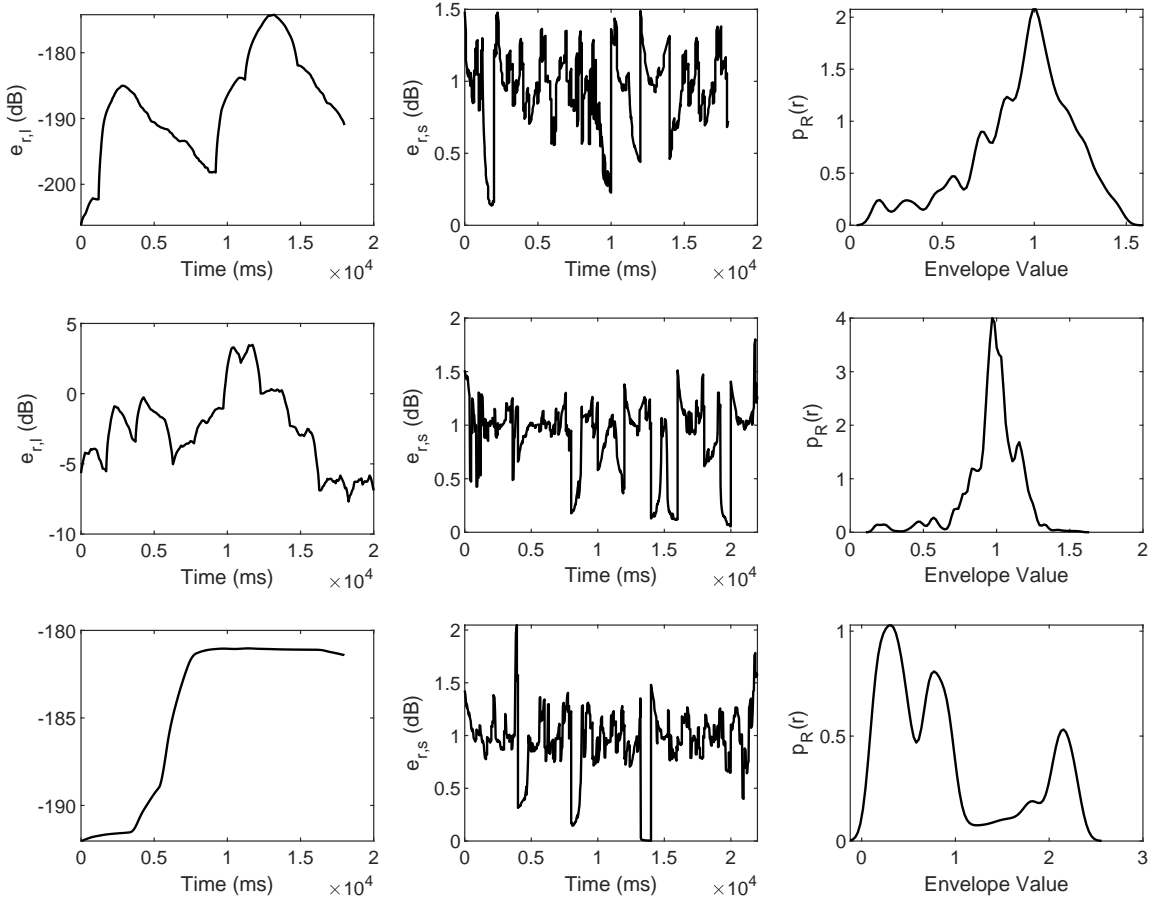 -180
-190
-200
e_{r,l} (dB)
0 0.5 1 1.5 2
Time (ms) ×10^4
1.5
1
0.5
0
e_{r,s} (dB)
0 0.5 1 1.5 2
Time (ms) ×10^4
2
1.5
1
0.5
0
p_R(r)
0 0.5 1 1.5
Envelope Value
5
0
-5
-10
e_{r,l} (dB)
0 0.5 1 1.5 2
Time (ms) ×10^4
2
1.5
1
0.5
0
e_{r,s} (dB)
0 0.5 1 1.5 2
Time (ms) ×10^4
4
3
2
1
0
p_R(r)
0 0.5 1 1.5 2
Envelope Value
-180
-185
-190
e_{r,l} (dB)
0 0.5 1 1.5 2
Time (ms) ×10^4
2
1.5
1
0.5
0
e_{r,s} (dB)
0 0.5 1 1.5 2
Time (ms) ×10^4
1
0.5
0
p_R(r)
0 1 2 3
Envelope Value